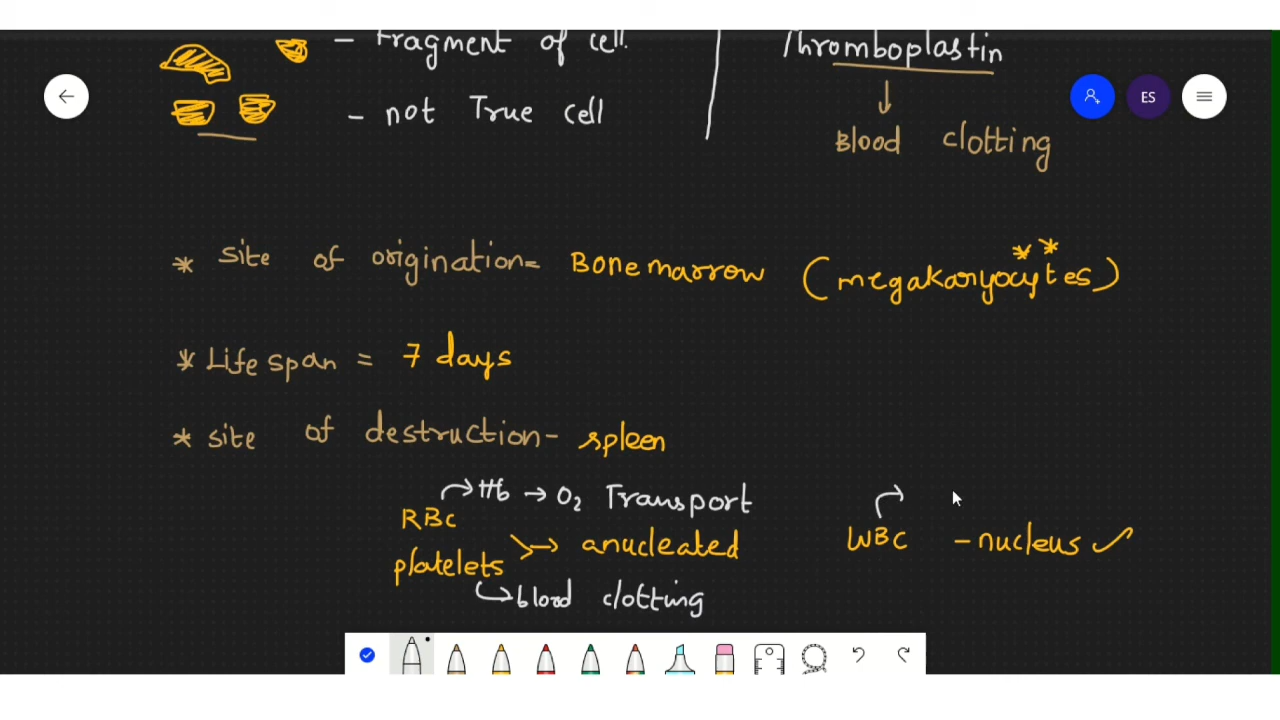 - Fragment of cell.
Thromboplastin
- not True cell
Blood clotting
ES
* site of origination= Bonemarrow (megakaryocytes)
* Life span = 7 days
* site of destruction- spleen
Hb → O2 Transport
RBC
platelets → anucleated
blood clotting
WBC - nucleus ✓